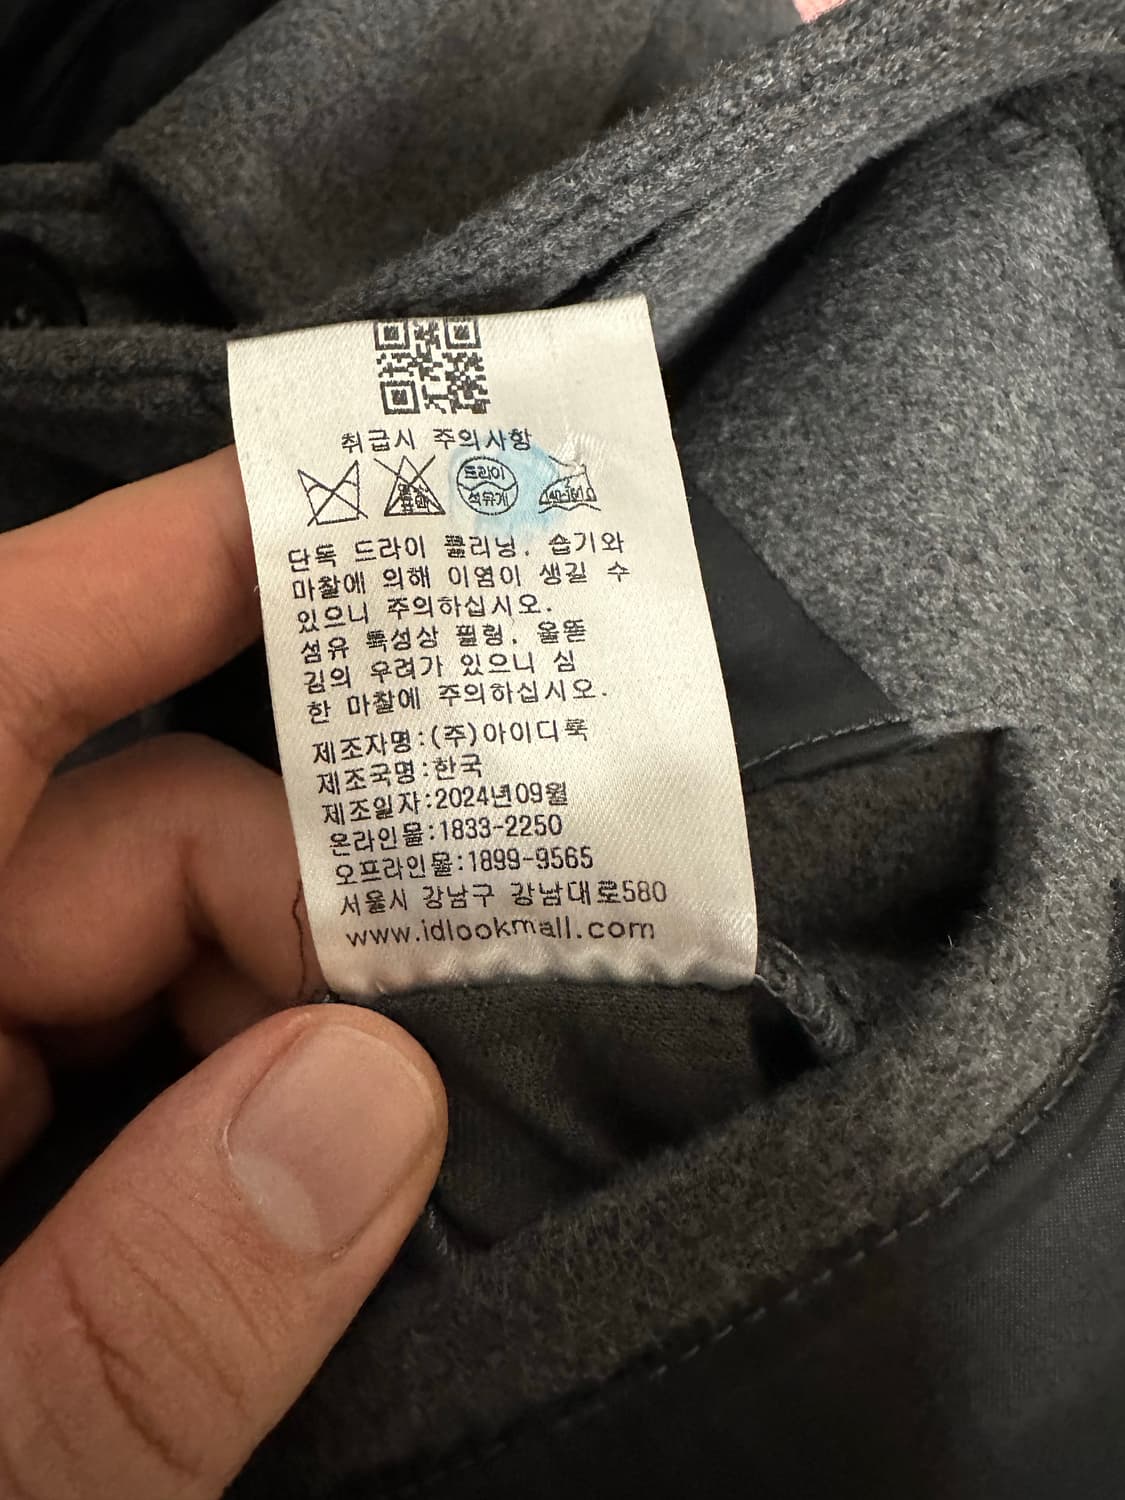 취급시 주의사항
드라이
석유계
단독 드라이 클리닝. 습기와
마찰에 의해 이염이 생길 수
있으니 주의하십시오.
섬유 특성상 필링, 올뜯
김의 우려가 있으니 심
한 마찰에 주의하십시오.
제조자명:(주)아이디룩
제조국명:한국
제조일자:2024년09월
온라인몰:1833-2250
오프라인몰:1899-9565
서울시 강남구 강남대로580
www.idlookmall.com